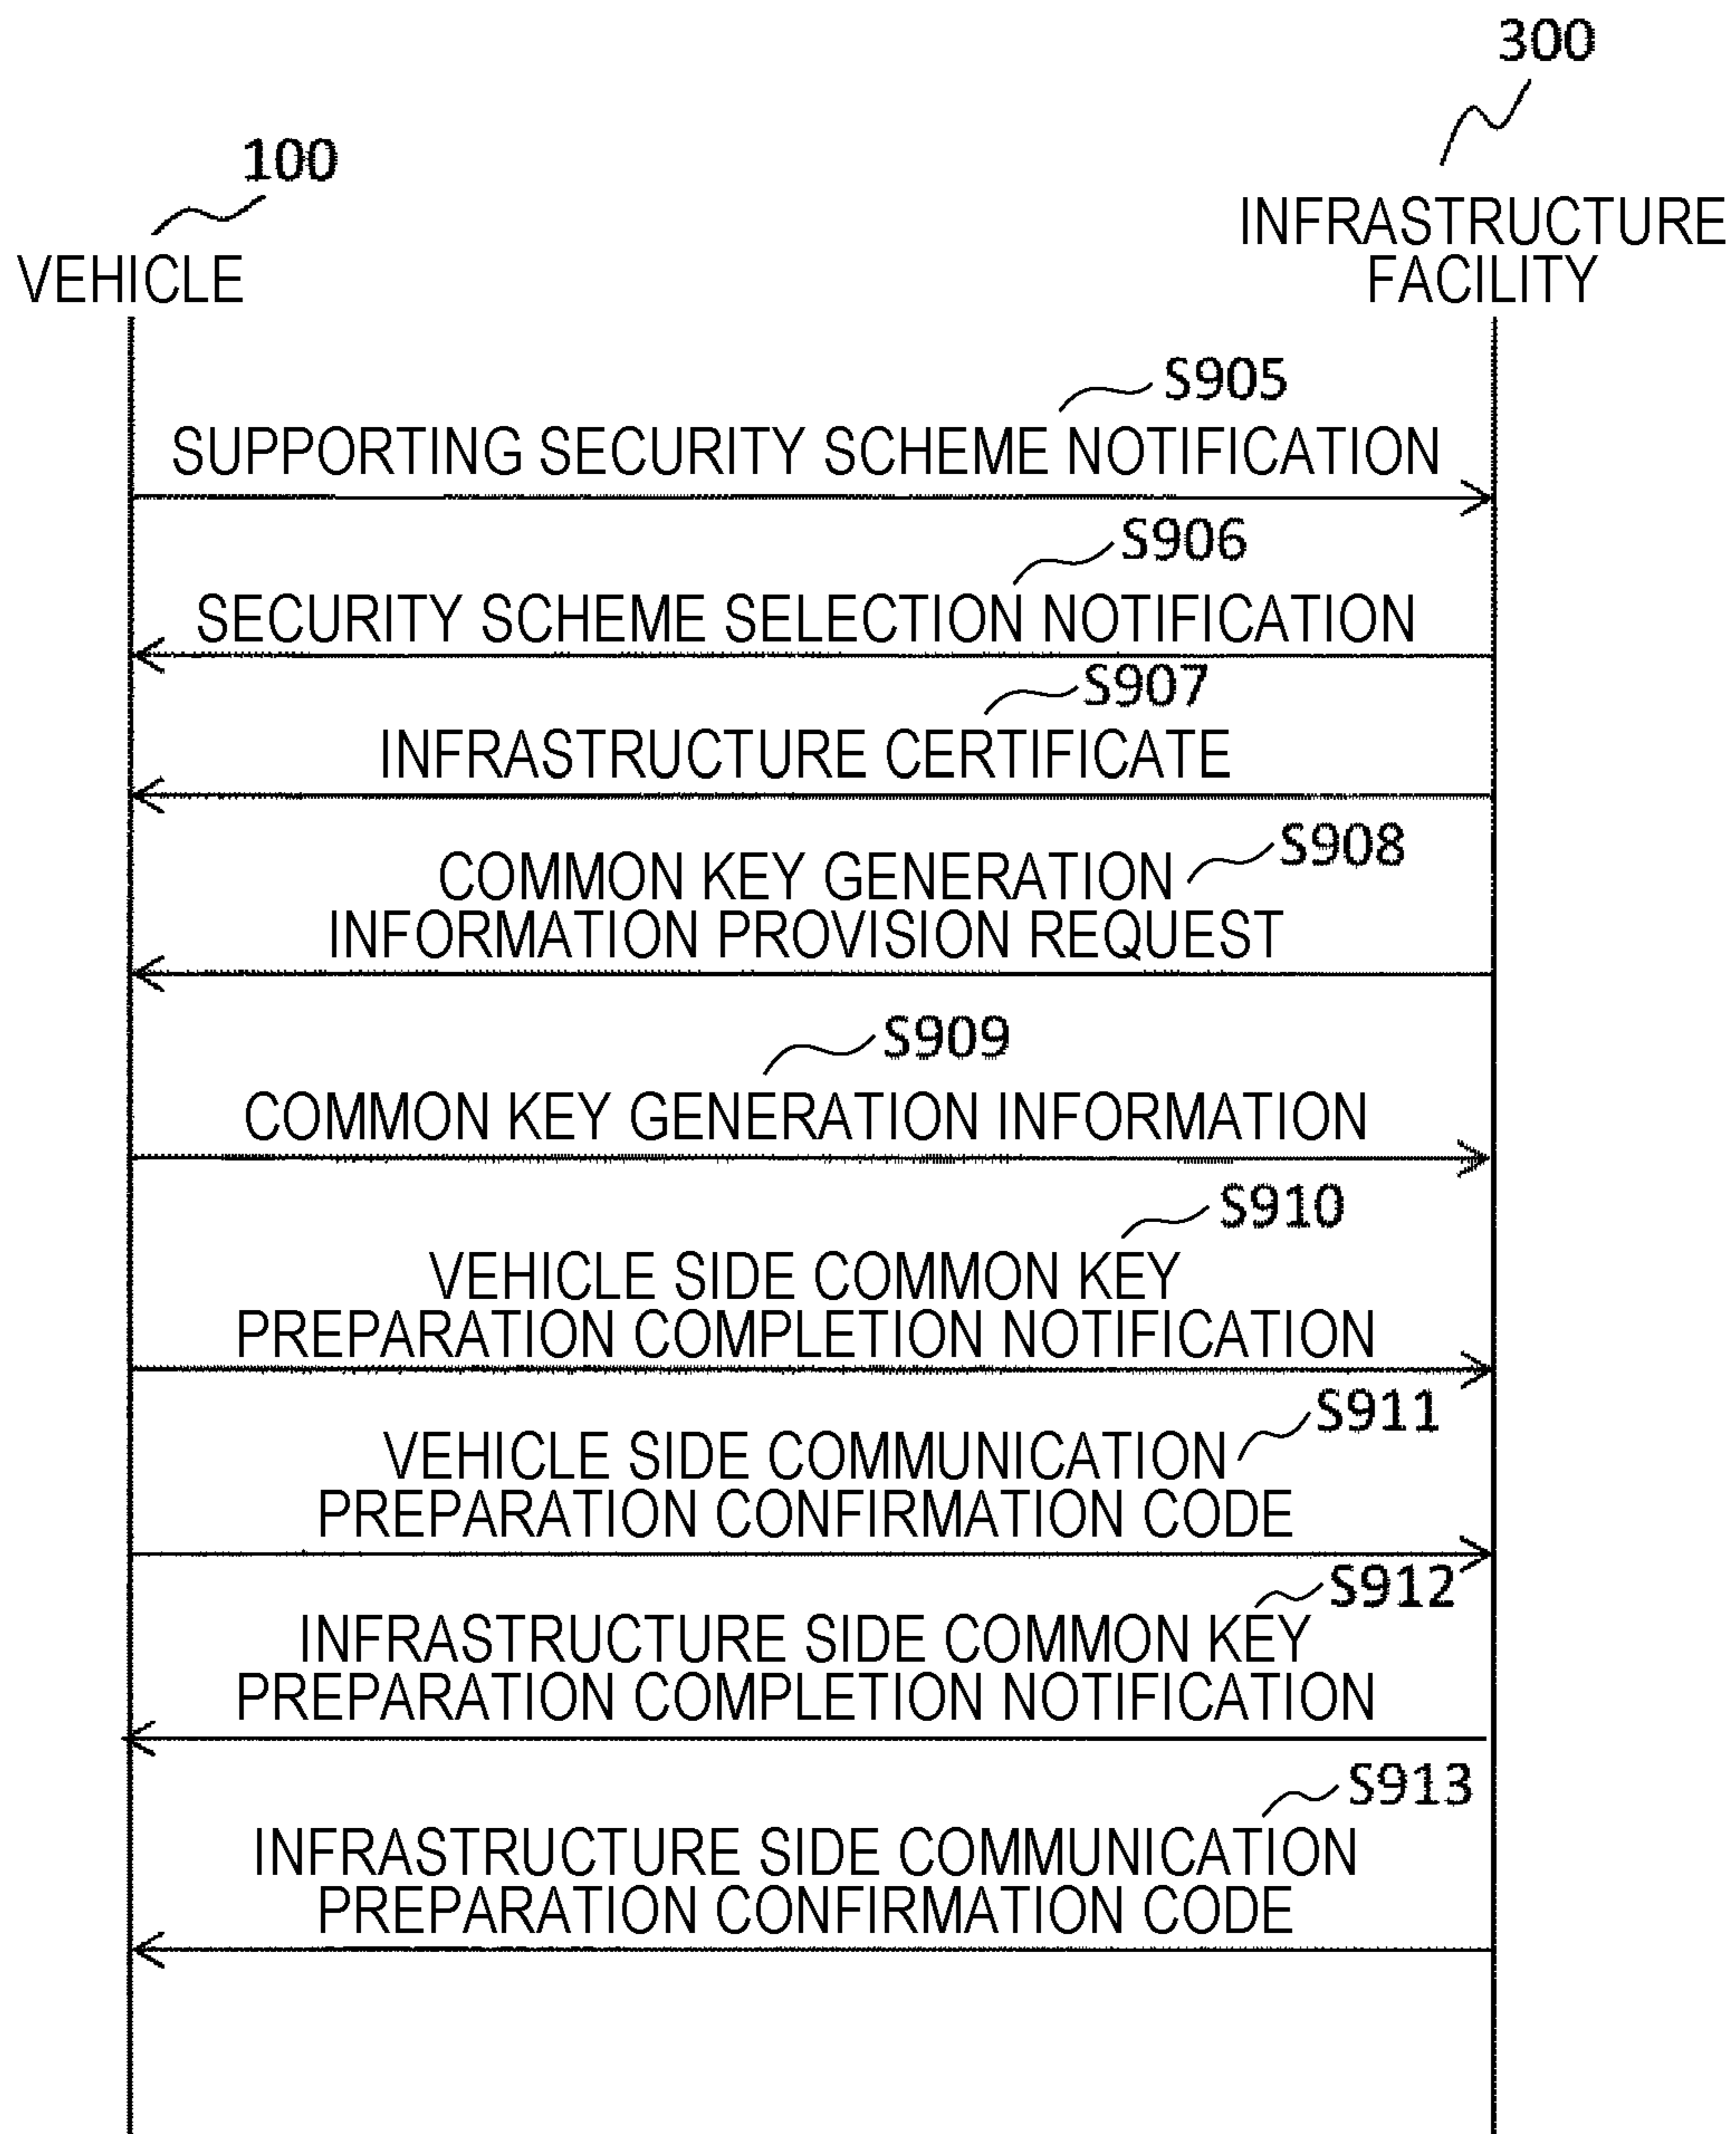 300
100
INFRASTRUCTURE
FACILITY
VEHICLE
S905
SUPPORTING SECURITY SCHEME NOTIFICATION
S906
SECURITY SCHEME SELECTION NOTIFICATION
S907
INFRASTRUCTURE CERTIFICATE
S908
COMMON KEY GENERATION
INFORMATION PROVISION REQUEST
S909
COMMON KEY GENERATION INFORMATION
S910
VEHICLE SIDE COMMON KEY
PREPARATION COMPLETION NOTIFICATION
S911
VEHICLE SIDE COMMUNICATION
PREPARATION CONFIRMATION CODE
S912
INFRASTRUCTURE SIDE COMMON KEY
PREPARATION COMPLETION NOTIFICATION
S913
INFRASTRUCTURE SIDE COMMUNICATION
PREPARATION CONFIRMATION CODE